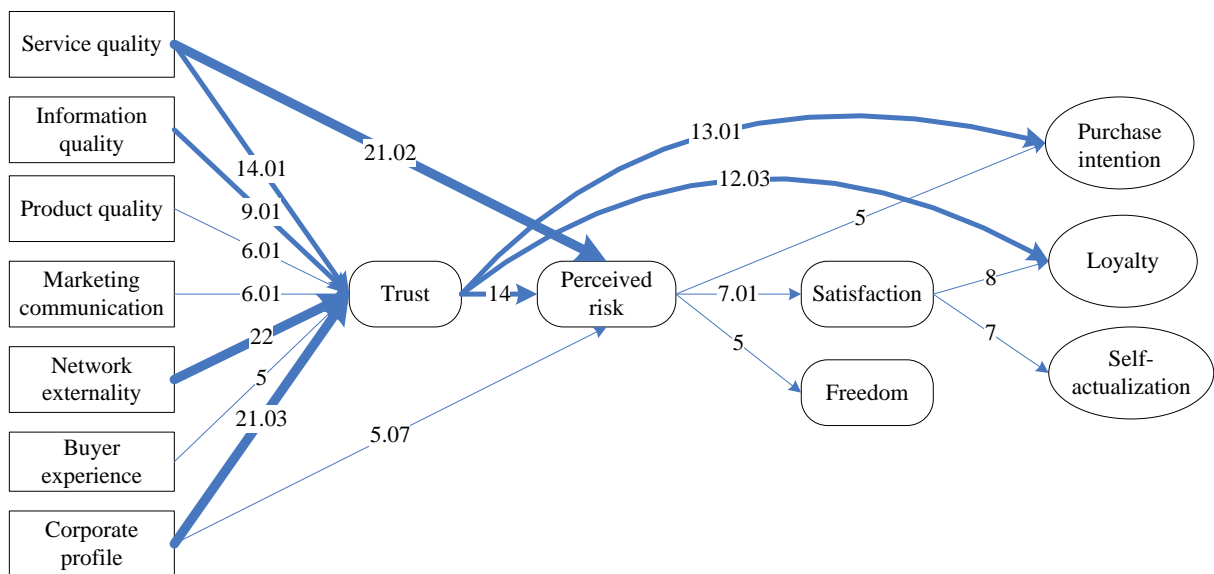 Service quality
Information
quality
Product quality
Marketing
communication
Network
externality
Buyer
experience
Corporate
profile
14.01
9.01
6.01
6.01
22
5
21.03
21.02
5.07
Trust
14
Perceived
risk
13.01
12.03
5
7.01
5
Satisfaction
Freedom
8
7
Purchase
intention
Loyalty
Self-
actualization